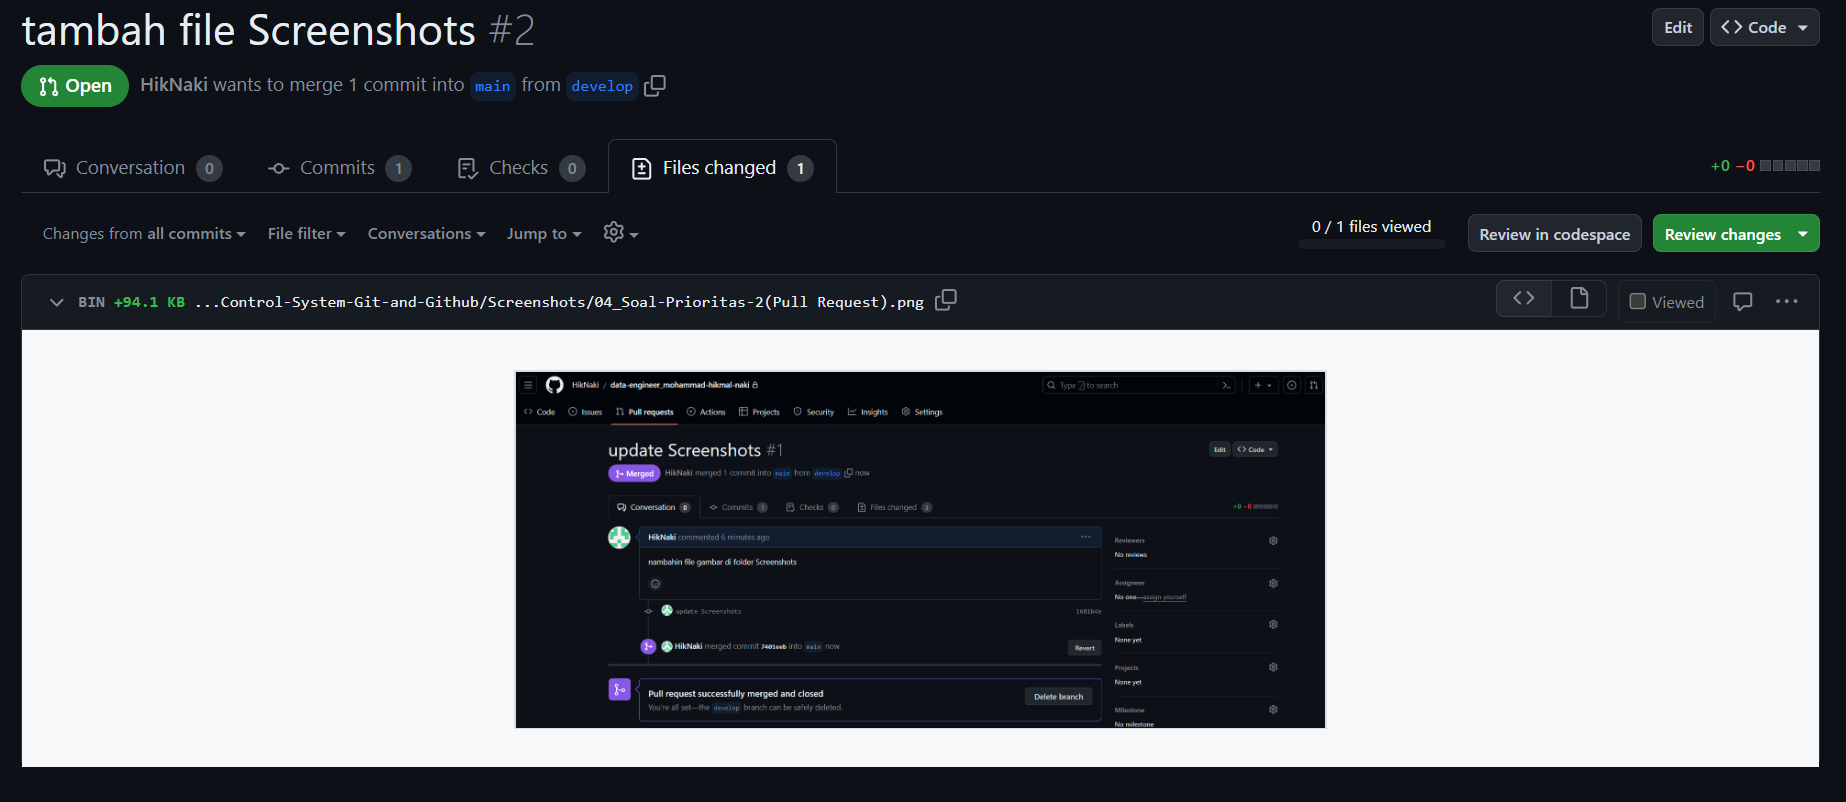 tambah file Screenshots #2
Edit
Code
Open
HikNaki wants to merge 1 commit into main from develop
Conversation 0
Commits 1
Checks 0
Files changed 1
+0 −0
Changes from all commits
File filter
Conversations
Jump to
0 / 1 files viewed
Review in codespace
Review changes
BIN +94.1 KB ...Control-System-Git-and-Github/Screenshots/04_Soal-Prioritas-2(Pull Request).png
Viewed
HikNaki / data-engineer_mohammad-hikmal-naki
Type / to search
Code
Issues
Pull requests
Actions
Projects
Security
Insights
Settings
update Screenshots #1
Edit
Code
Merged
HikNaki merged 1 commit into main from develop now
Conversation 0
Commits 1
Checks 0
Files changed 3
+0 −0
HikNaki commented 6 minutes ago
nambahin file gambar di folder Screenshots
update Screenshots
1681b4e
HikNaki merged commit 7401eeb into main now
Revert
Pull request successfully merged and closed
You're all set—the develop branch can be safely deleted.
Delete branch
Reviewers
No reviews
Assignees
No one—assign yourself
Labels
None yet
Projects
None yet
Milestone
No milestone